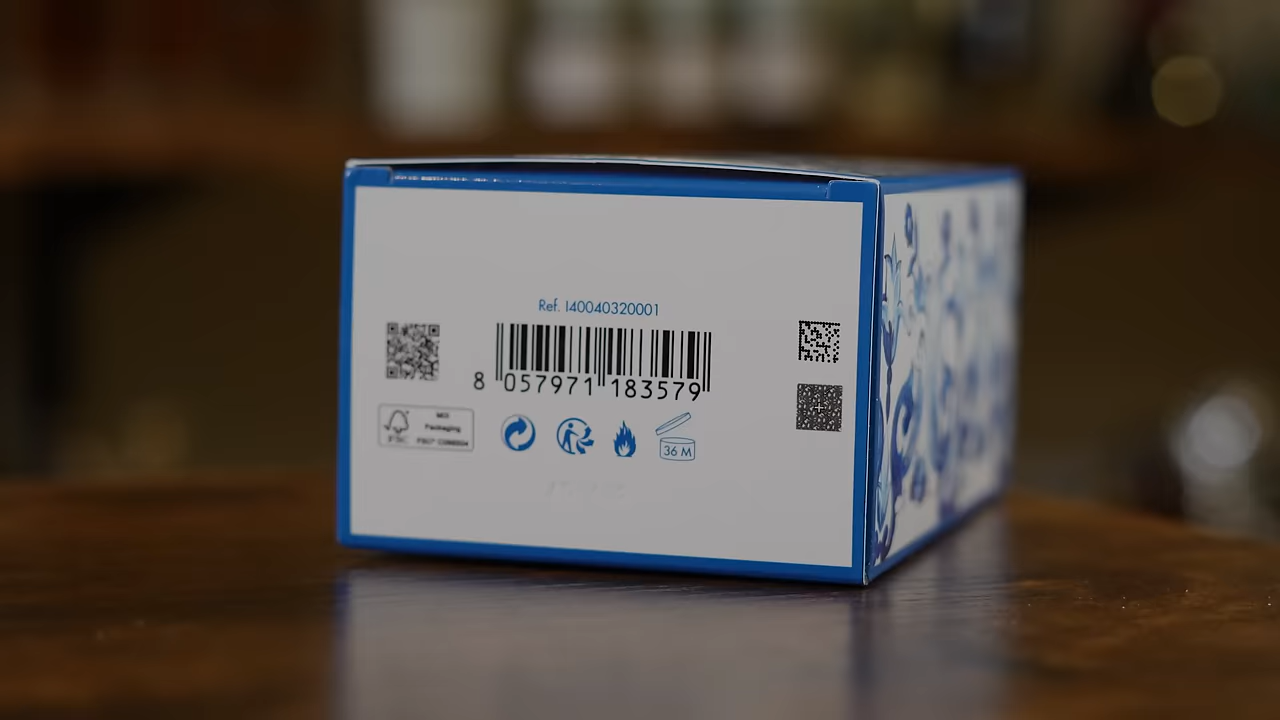 Ref. I40040320001
8 057971 183579
FSC
MIX
Packaging
36 M